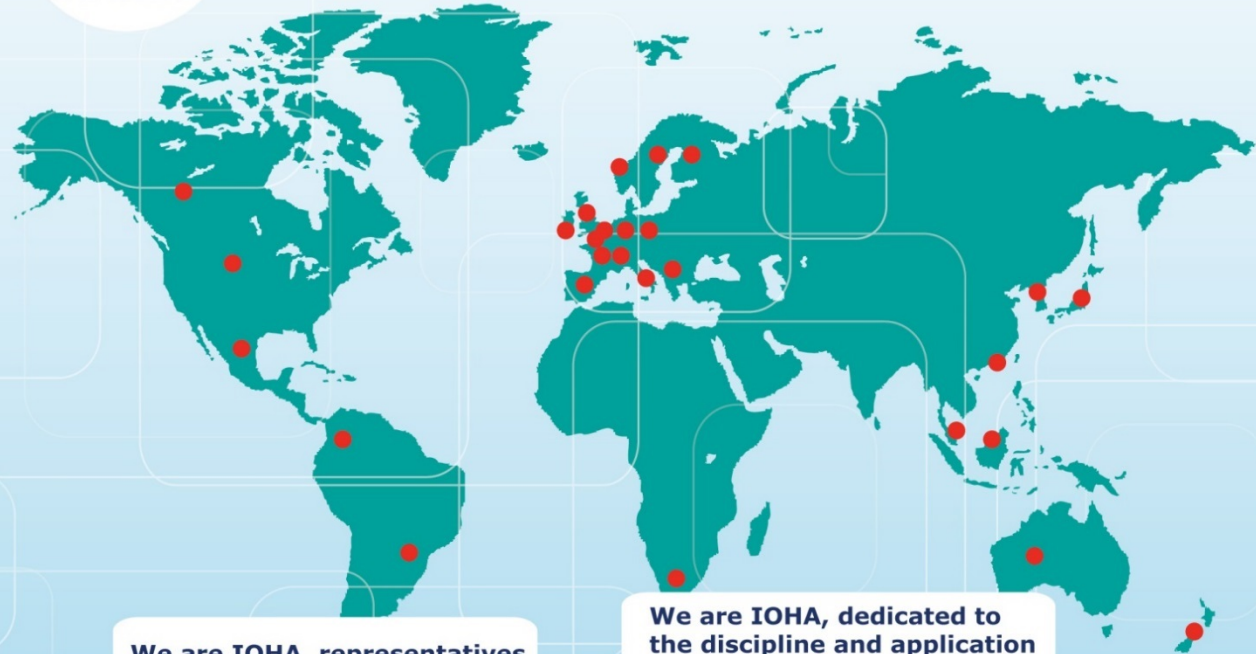 We are IOHA, representatives
We are IOHA, dedicated to
the discipline and application